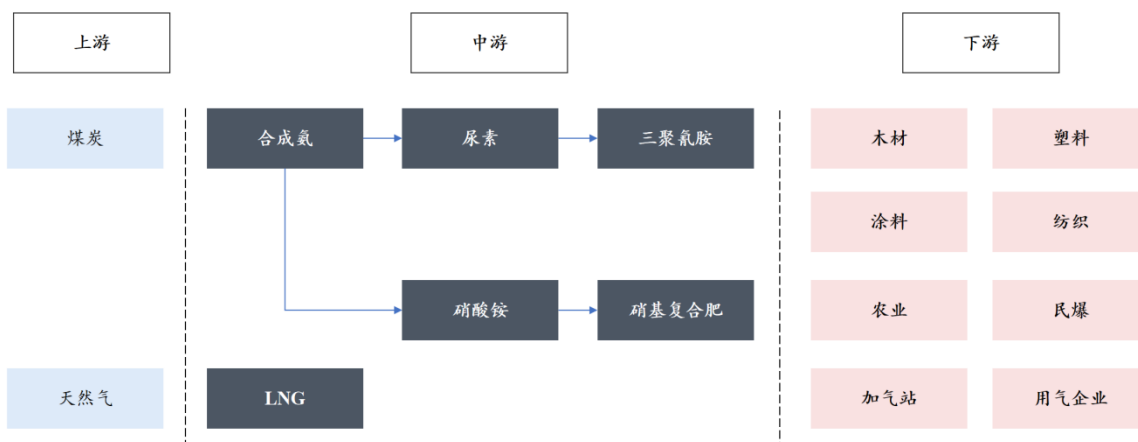 上游
中游
下游
煤炭
合成氨
尿素
三聚氰胺
木材
塑料
涂料
纺织
硝酸铵
硝基复合肥
农业
民爆
天然气
LNG
加气站
用气企业